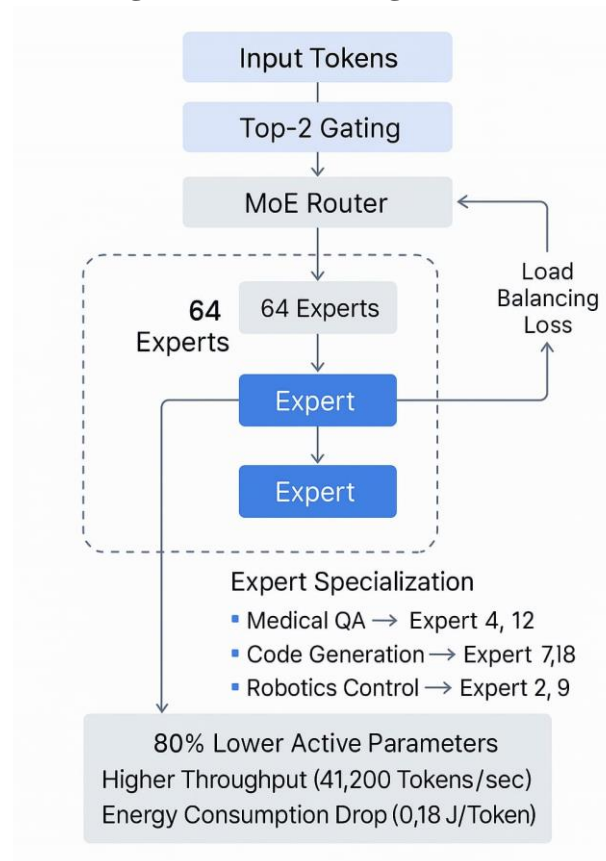 Input Tokens
Top-2 Gating
MoE Router
64 Experts
64
Experts
Load
Balancing
Loss
Expert
Expert
Expert Specialization
▪ Medical QA → Expert 4, 12
▪ Code Generation → Expert 7,18
▪ Robotics Control → Expert 2, 9
80% Lower Active Parameters
Higher Throughput (41,200 Tokens/sec)
Energy Consumption Drop (0,18 J/Token)